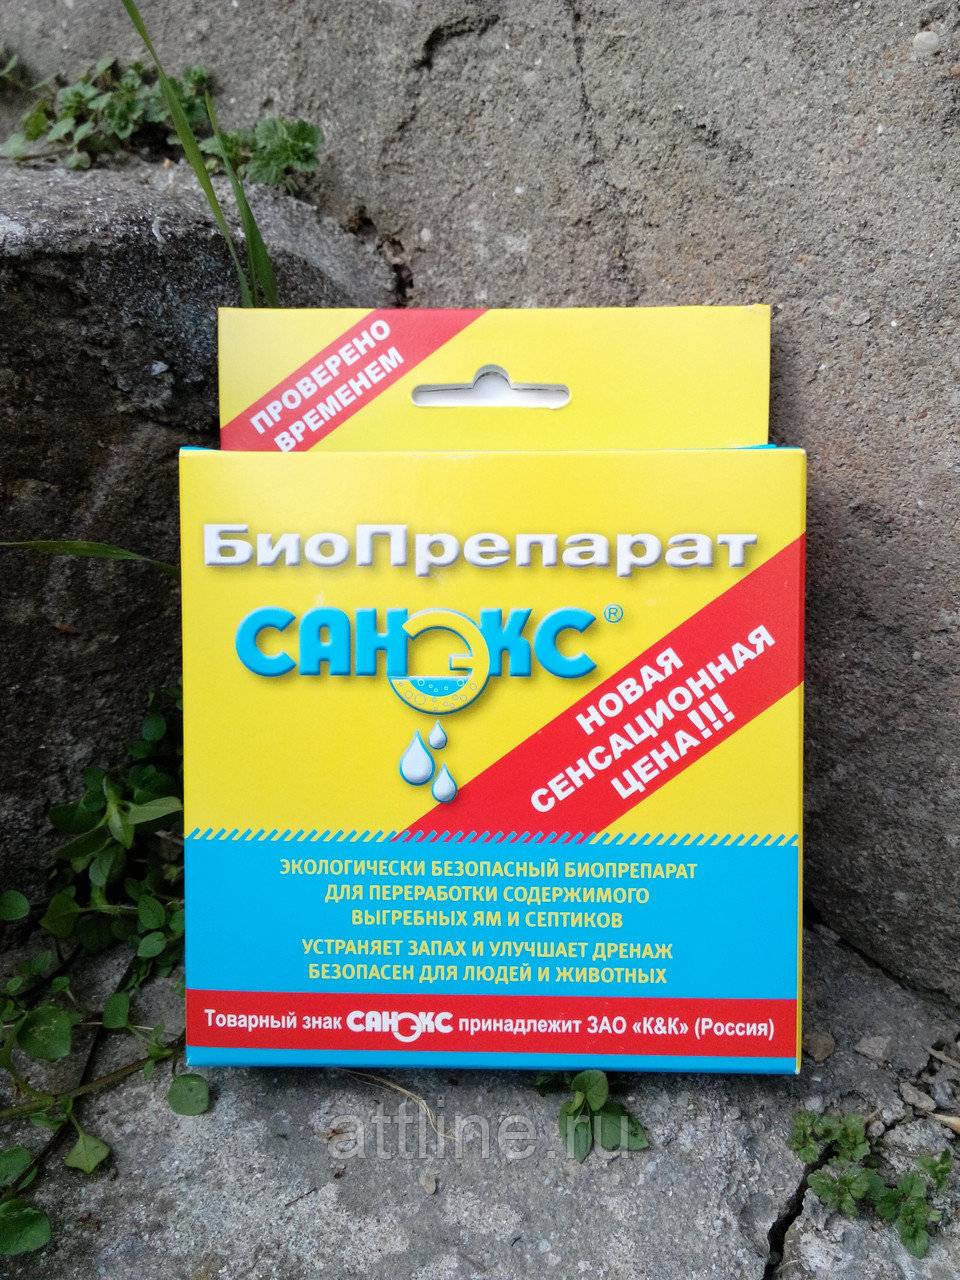 ПРОВЕРЕНО
ВРЕМЕНЕМ
БиоПрепарат
САНЭКС®
НОВАЯ
СЕНСАЦИОННАЯ
ЦЕНА!!!
ЭКОЛОГИЧЕСКИ БЕЗОПАСНЫЙ БИОПРЕПАРАТ
ДЛЯ ПЕРЕРАБОТКИ СОДЕРЖИМОГО
ВЫГРЕБНЫХ ЯМ И СЕПТИКОВ
УСТРАНЯЕТ ЗАПАХ И УЛУЧШАЕТ ДРЕНАЖ
БЕЗОПАСЕН ДЛЯ ЛЮДЕЙ И ЖИВОТНЫХ
Товарный знак САНЭКС принадлежит ЗАО «К&К» (Россия)
attline.ru